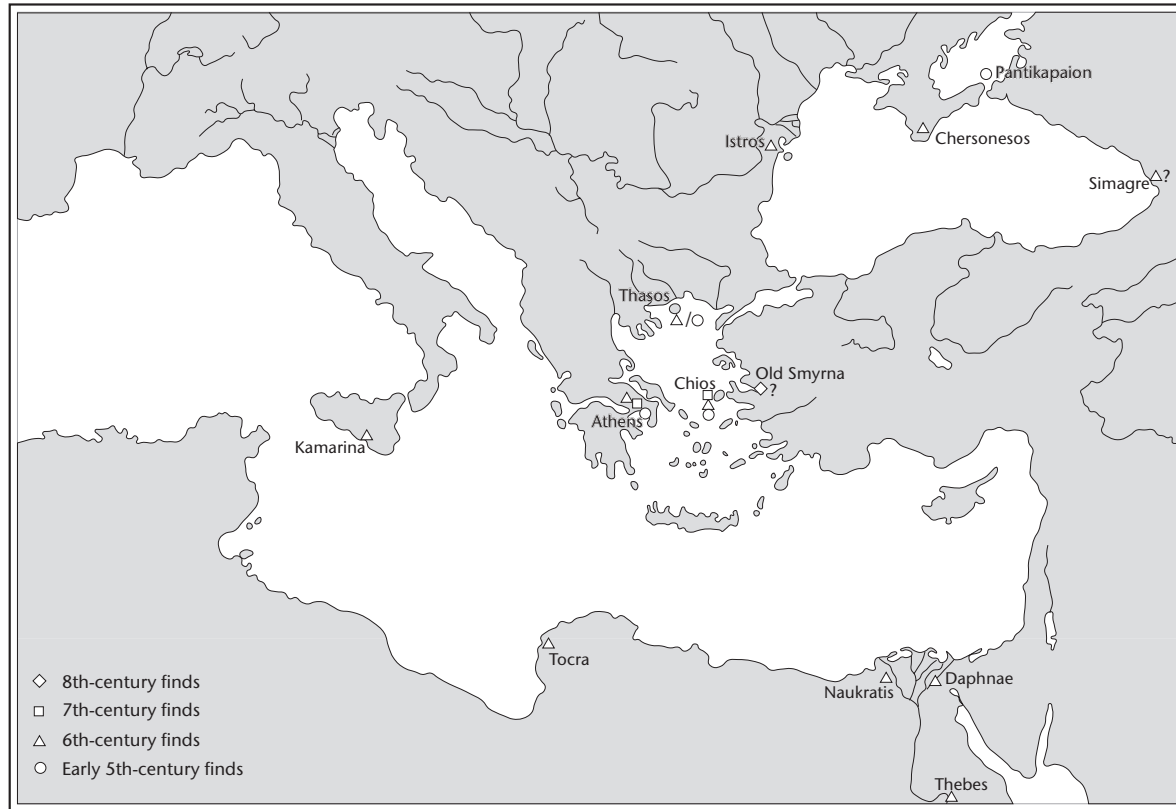 Pantikapaion
Istros
Chersonesos
Simagre ?
Thasos
/
Old Smyrna
?
Chios
Athens
Kamarina
Tocra
Naukratis
Daphnae
Thebes
8th-century finds
7th-century finds
6th-century finds
Early 5th-century finds